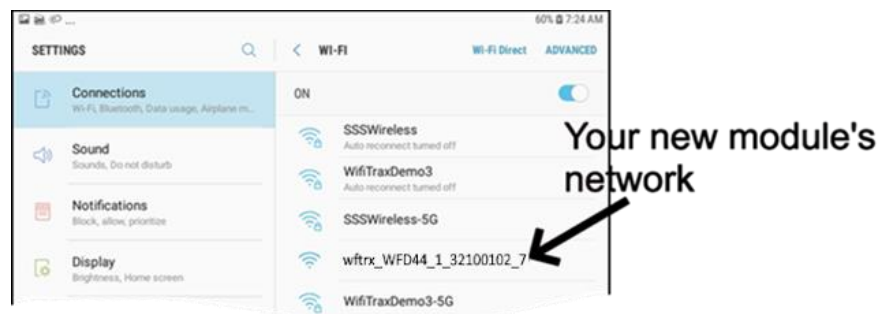 ... 60% 7:24 AM
SETTINGS
Connections
Wi-Fi, Bluetooth, Data usage, Airplane m...
Sound
Sounds, Do not disturb
Notifications
Block, allow, prioritize
Display
Brightness, Home screen
WI-FI Wi-Fi Direct ADVANCED
ON
SSSWireless
Auto reconnect turned off
WifiTraxDemo3
Auto reconnect turned off
SSSWireless-5G
wftrx_WFD44_1_32100102_7
WifiTraxDemo3-5G
Your new module's
network